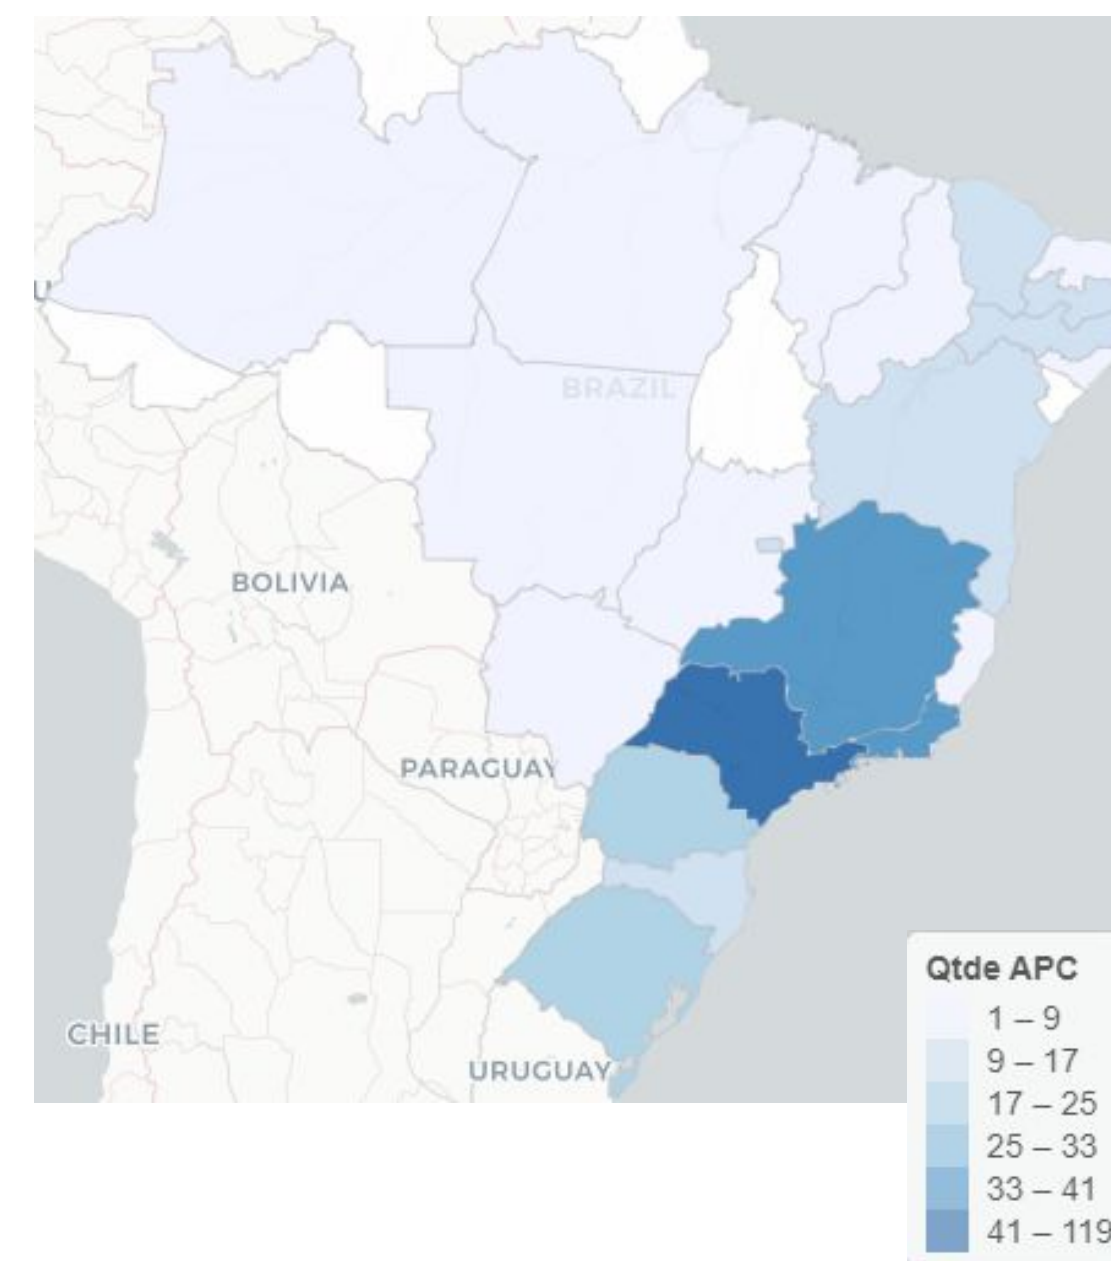 BRAZIL
U
BOLIVIA
PARAGUAY
CHILE
URUGUAY
Qtde APC
1 – 9
9 – 17
17 – 25
25 – 33
33 – 41
41 – 119